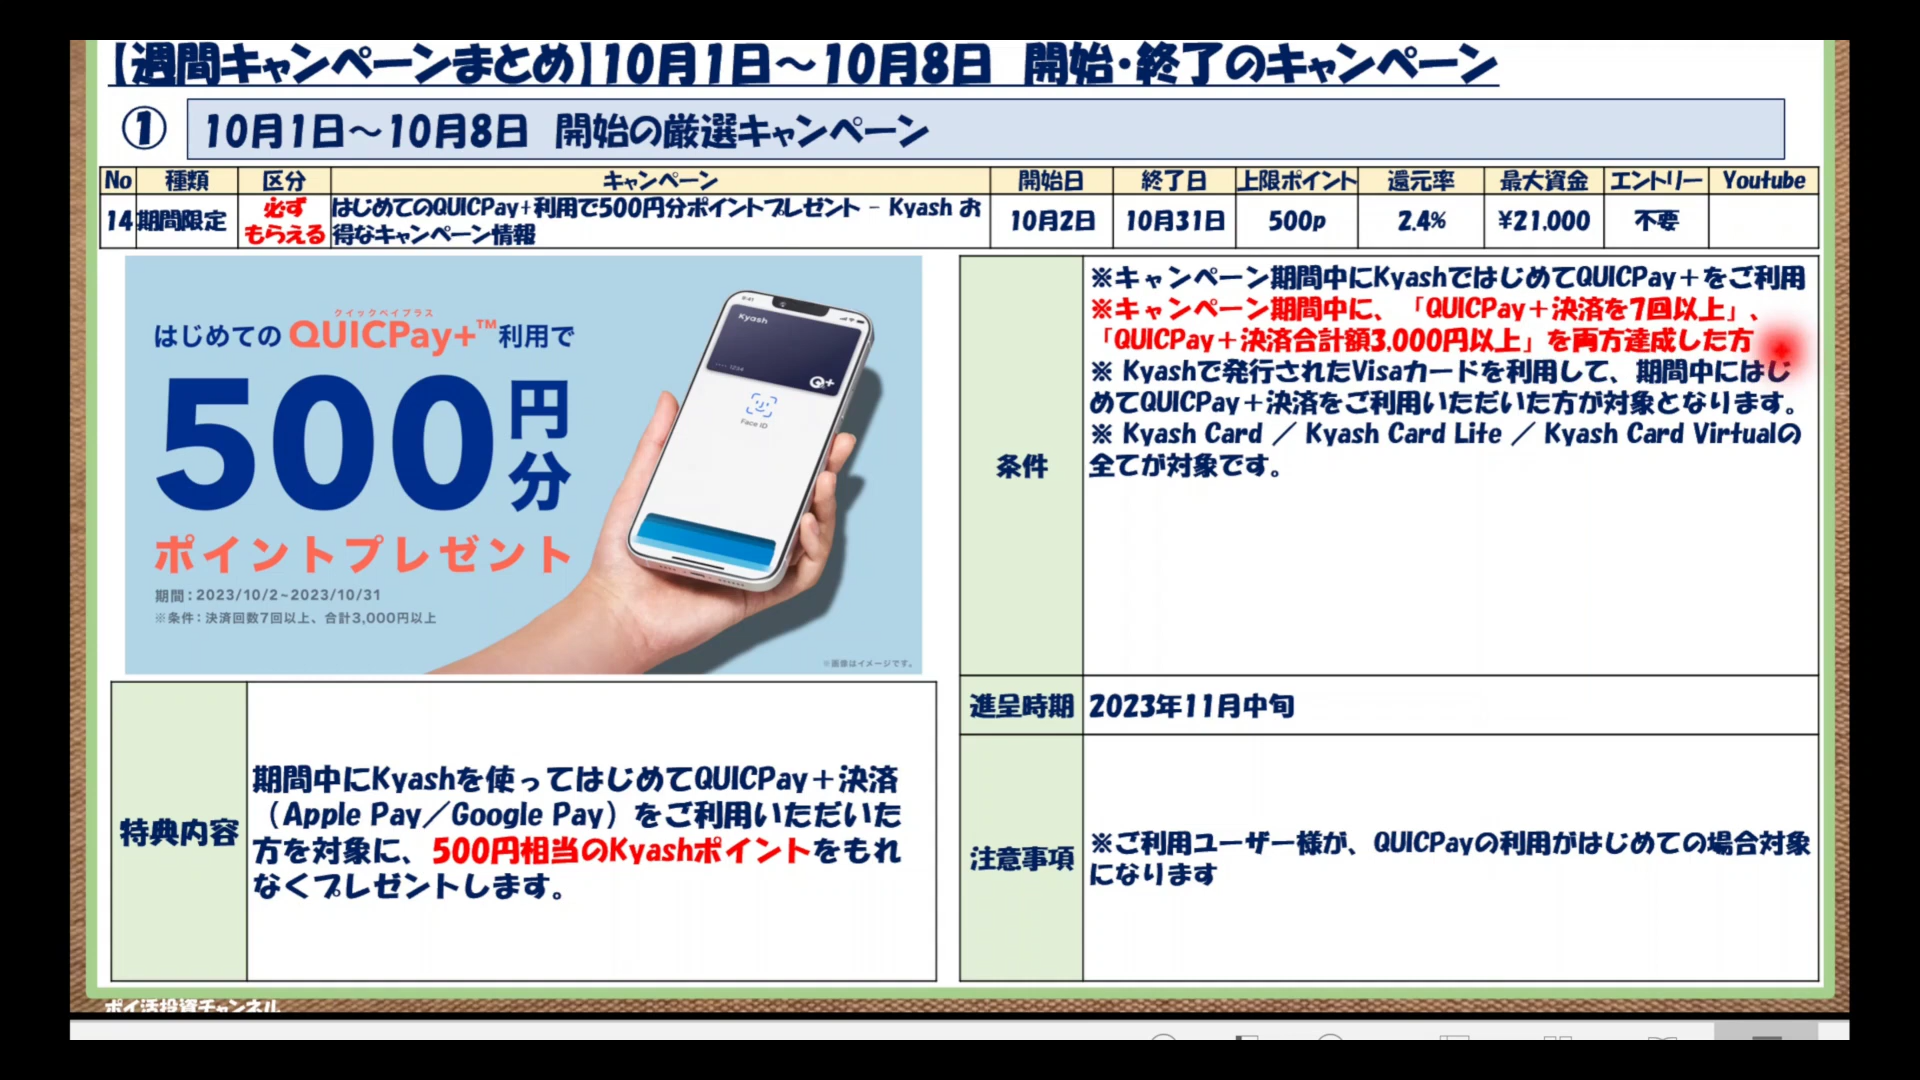 【週間キャンペーンまとめ】10月1日～10月8日 開始・終了のキャンペーン
① 10月1日～10月8日 開始の厳選キャンペーン
No 種類 区分 キャンペーン 開始日 終了日 上限ポイント 還元率 最大資金 エントリー Youtube
14 期間限定 必ず もらえる はじめてのQUICPay+利用で500円分ポイントプレゼント – Kyash お 10月2日 10月31日 500p 2.4% ¥21,000 不要
得なキャンペーン情報
クイックペイプラス
はじめての QUICPay+™ 利用で
500円分
ポイントプレゼント
期間：2023/10/2~2023/10/31
※条件：決済回数7回以上、合計3,000円以上
※画像はイメージです。
9:41
Kyash
1234
Q+
Face ID
条件
※キャンペーン期間中にKyashではじめてQUICPay＋をご利用
※キャンペーン期間中に、「QUICPay＋決済を7回以上」、
「QUICPay＋決済合計額3,000円以上」を両方達成した方
※ Kyashで発行されたVisaカードを利用して、期間中にはじ
めてQUICPay＋決済をご利用いただいた方が対象となります。
※ Kyash Card ／ Kyash Card Lite ／ Kyash Card Virtualの
全てが対象です。
進呈時期 2023年11月中旬
特典内容
期間中にKyashを使ってはじめてQUICPay＋決済
（Apple Pay／Google Pay）をご利用いただいた
方を対象に、500円相当のKyashポイントをもれ
なくプレゼントします。
注意事項
※ご利用ユーザー様が、QUICPayの利用がはじめての場合対象
になります
ポイ活投資チャンネル